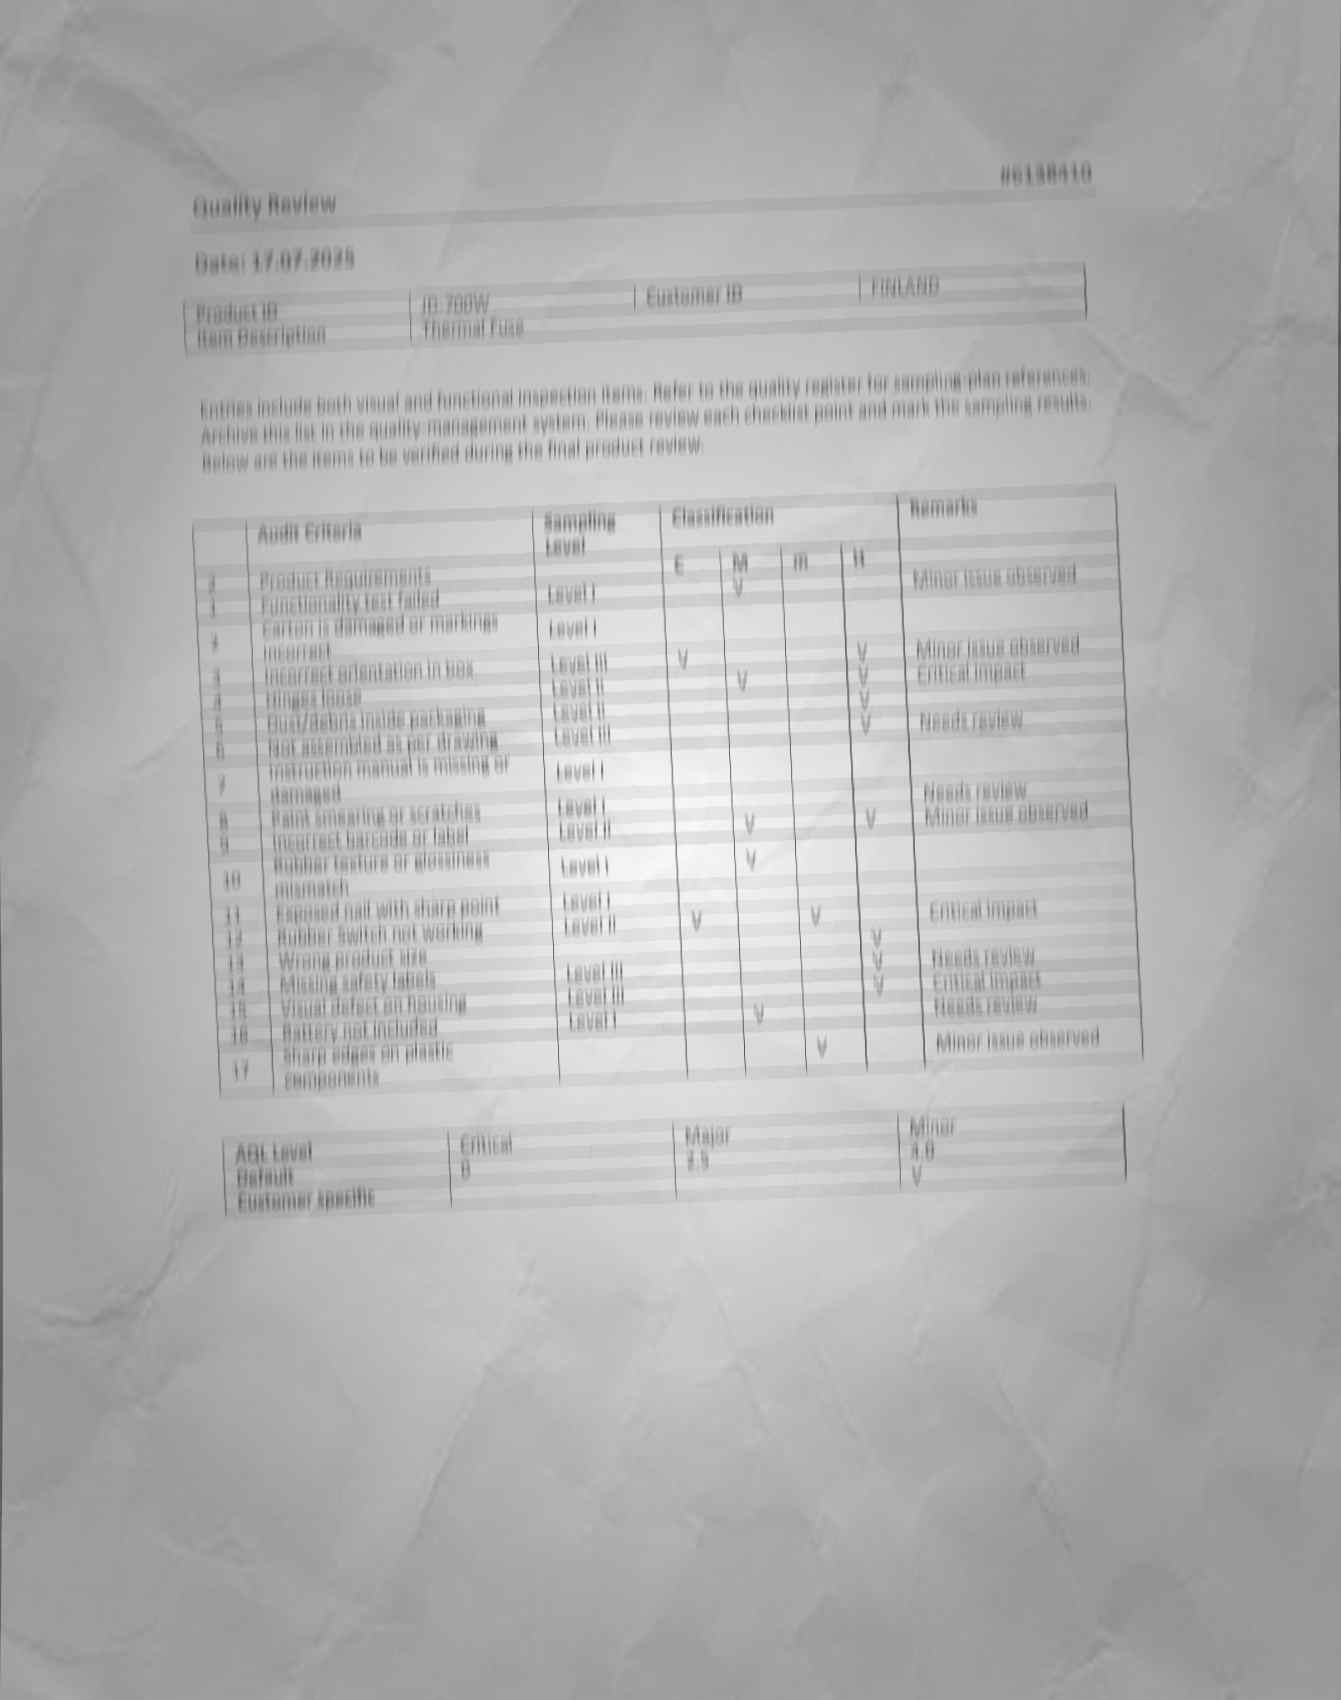 #6138410
Quality Review
Date: 17.07.2025
Product ID ID-700W Customer ID FINLAND
Item Description Thermal Fuse
Entries include both visual and functional inspection items. Refer to the quality register for sampling-plan references.
Archive this list in the quality management system. Please review each checklist point and mark the sampling results.
Below are the items to be verified during the final product review.
Audit Criteria Sampling Level Classification Remarks
C M m H
Product Requirements
1 Functionality test failed Level I V Minor issue observed
Carton is damaged or markings
incorrect Level I
3 Incorrect orientation in box Level III V V Minor issue observed
4 Hinges loose Level II V V Critical impact
5 Dust/debris inside packaging Level II V
6 Not assembled as per drawing Level III V Needs review
7 Instruction manual is missing or
damaged Level I
8 Paint smearing or scratches Level I Needs review
9 Incorrect barcode or label Level II V V Minor issue observed
10 Rubber texture or glossiness
mismatch Level I V
11 Exposed nail with sharp point Level I
12 Rubber Switch not working Level II V V Critical impact
13 Wrong product size V
14 Missing safety labels Level III V Needs review
15 Visual defect on housing Level III V Critical impact
16 Battery not included Level I V Needs review
17 Sharp edges on plastic
components V Minor issue observed
AQL Level Critical Major Minor
Default 0 2.5 4.0
Customer specific V